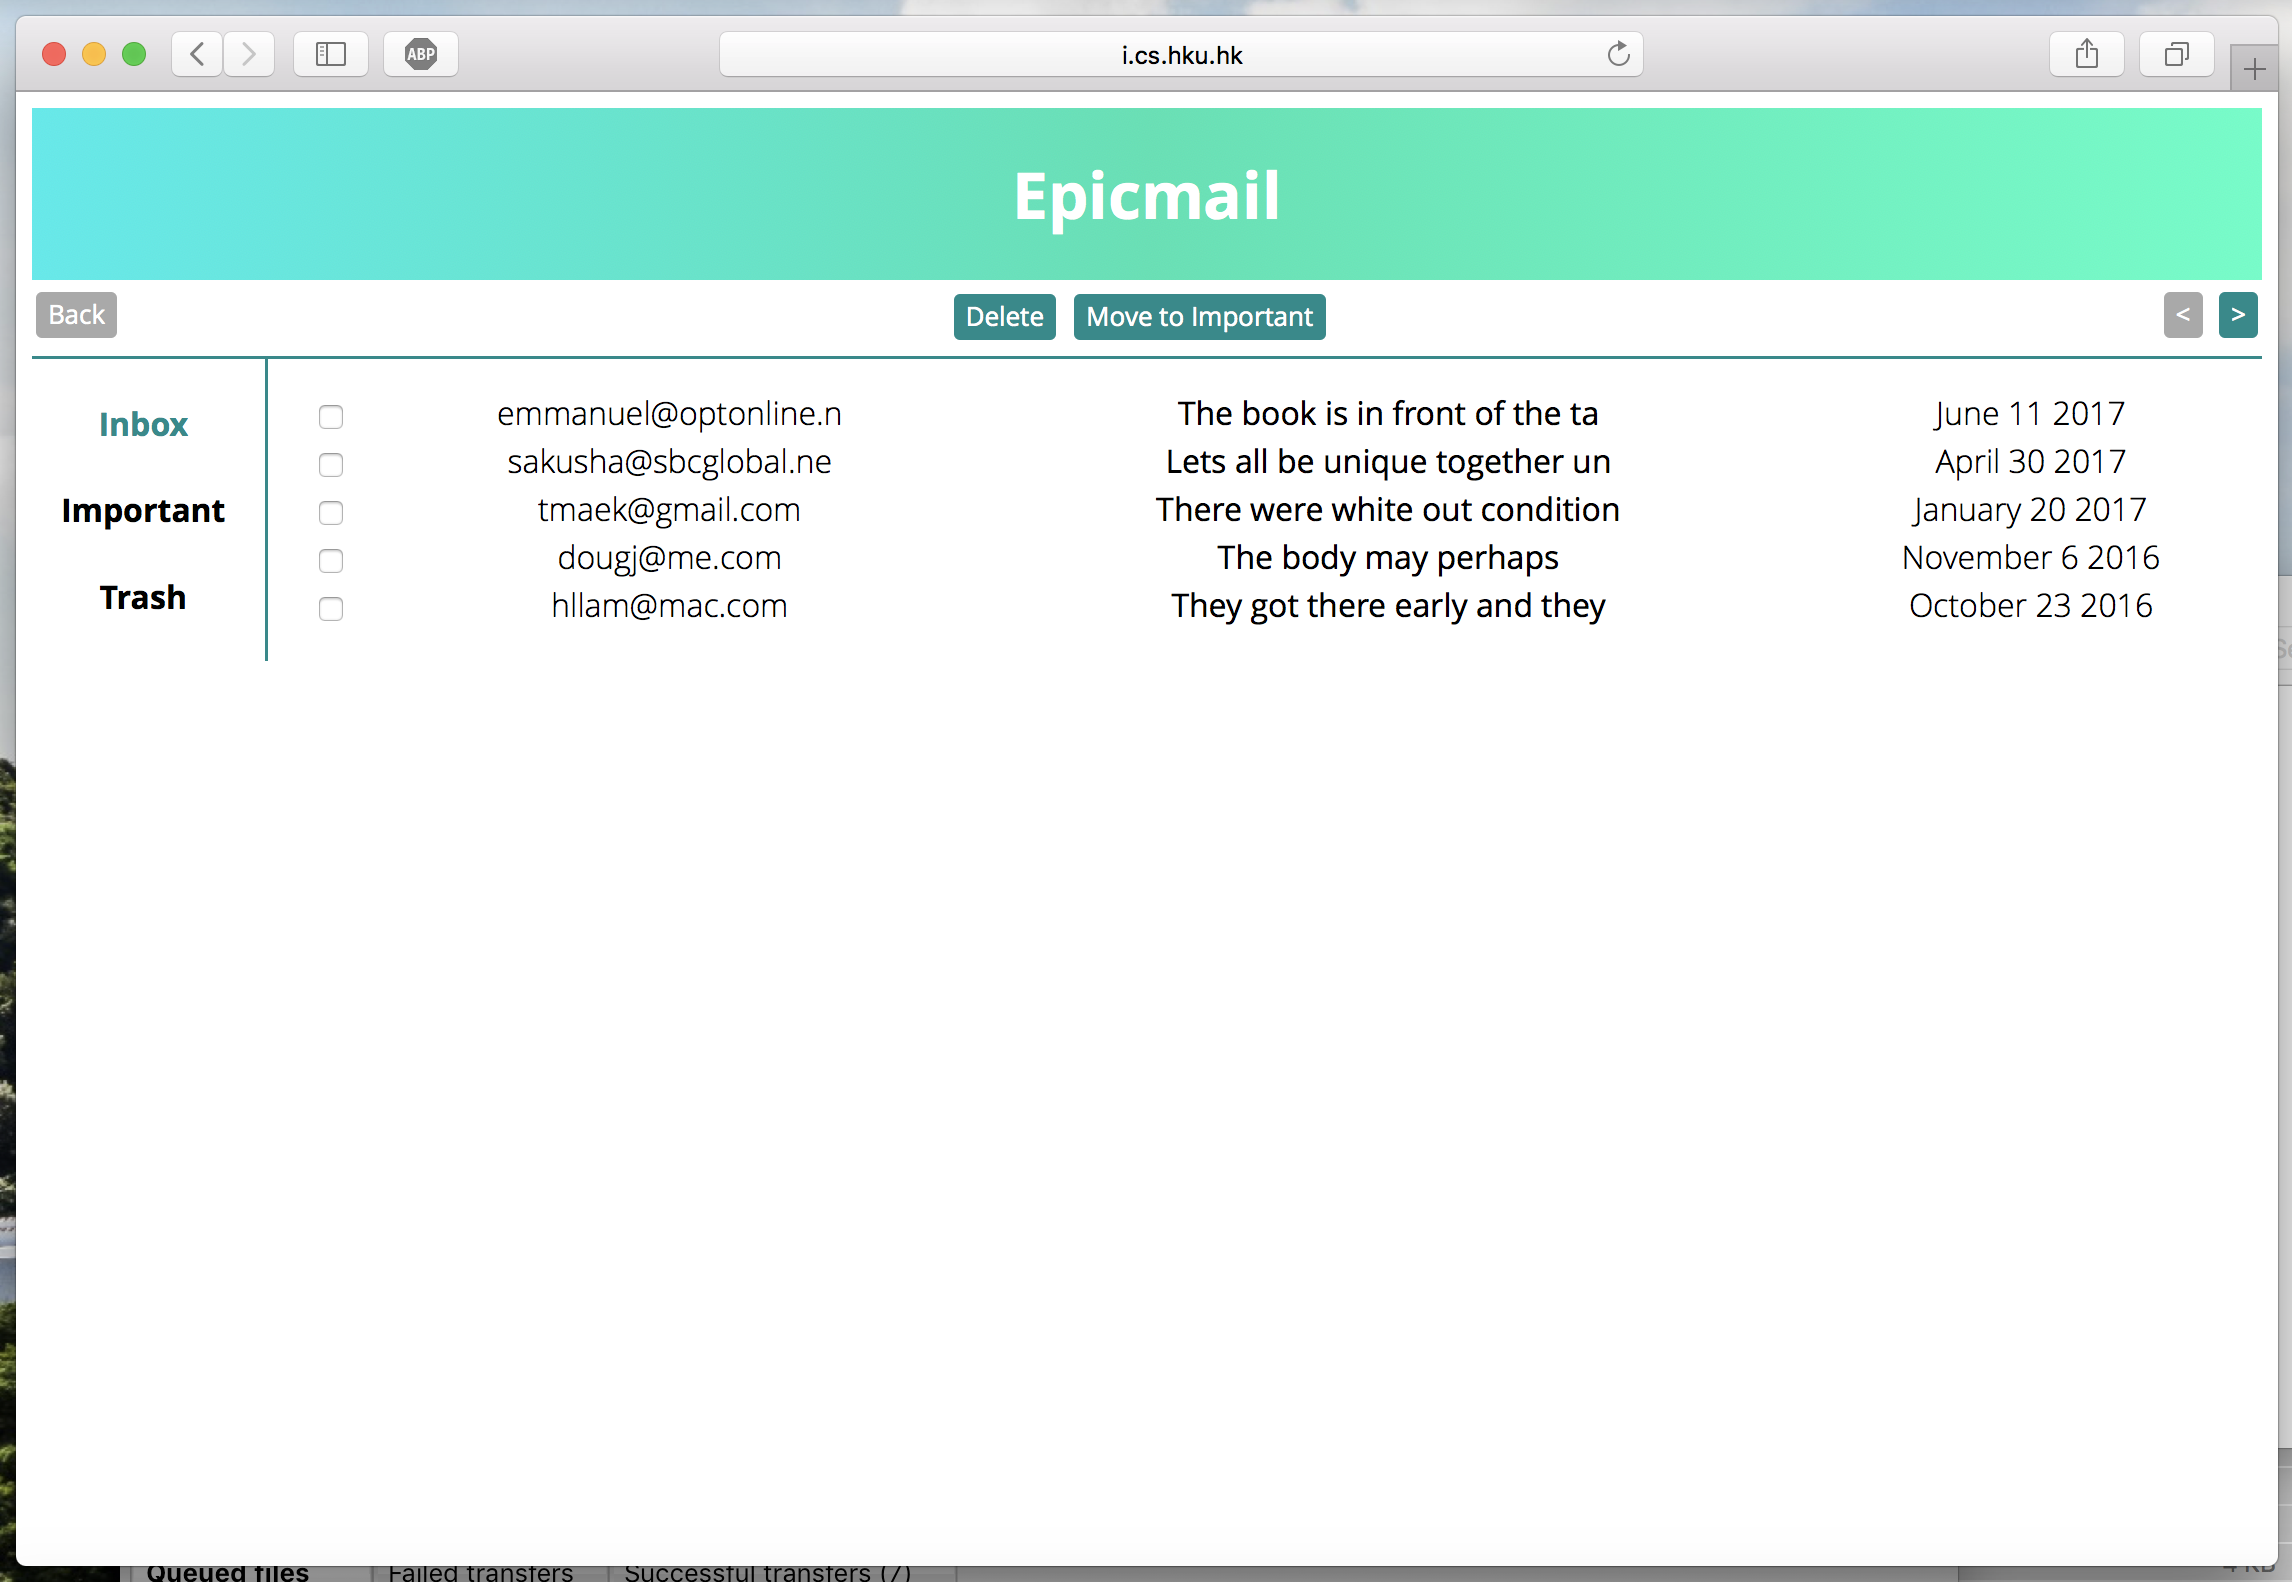 ABP
i.cs.hku.hk
Epicmail
Back
Delete
Move to Important
<
>
Inbox
Important
Trash
emmanuel@optonline.n The book is in front of the ta June 11 2017
sakusha@sbcglobal.ne Lets all be unique together un April 30 2017
tmaek@gmail.com There were white out condition January 20 2017
dougj@me.com The body may perhaps November 6 2016
hllam@mac.com They got there early and they October 23 2016
Queued files Failed transfers Successful transfers (7)